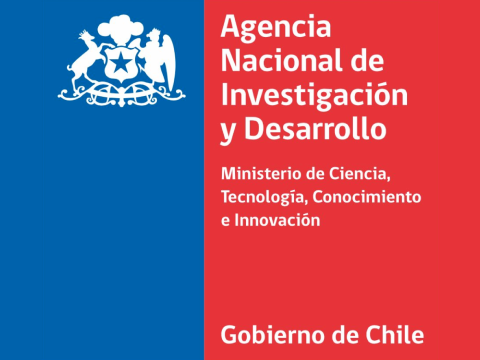 Agencia
Nacional de
Investigación
y Desarrollo
Ministerio de Ciencia,
Tecnología, Conocimiento
e Innovación
Gobierno de Chile